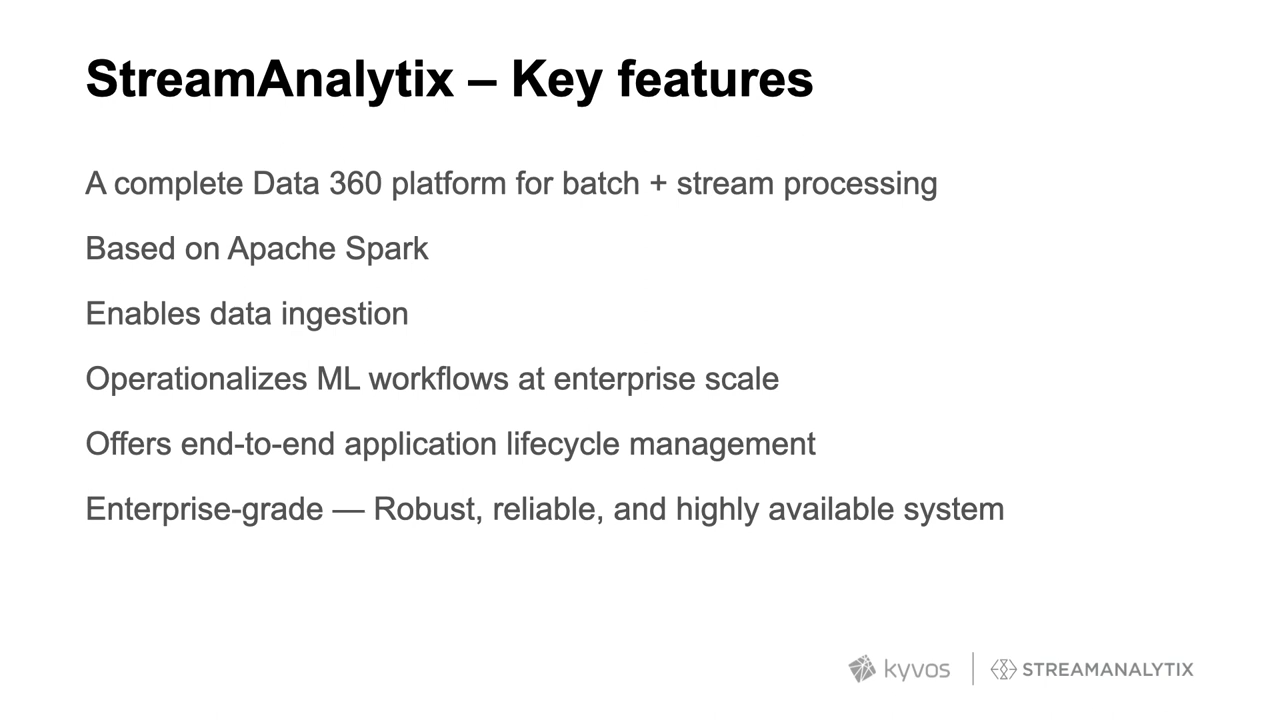 StreamAnalytix – Key features
A complete Data 360 platform for batch + stream processing
Based on Apache Spark
Enables data ingestion
Operationalizes ML workflows at enterprise scale
Offers end-to-end application lifecycle management
Enterprise-grade — Robust, reliable, and highly available system
kyvos | STREAMANALYTIX